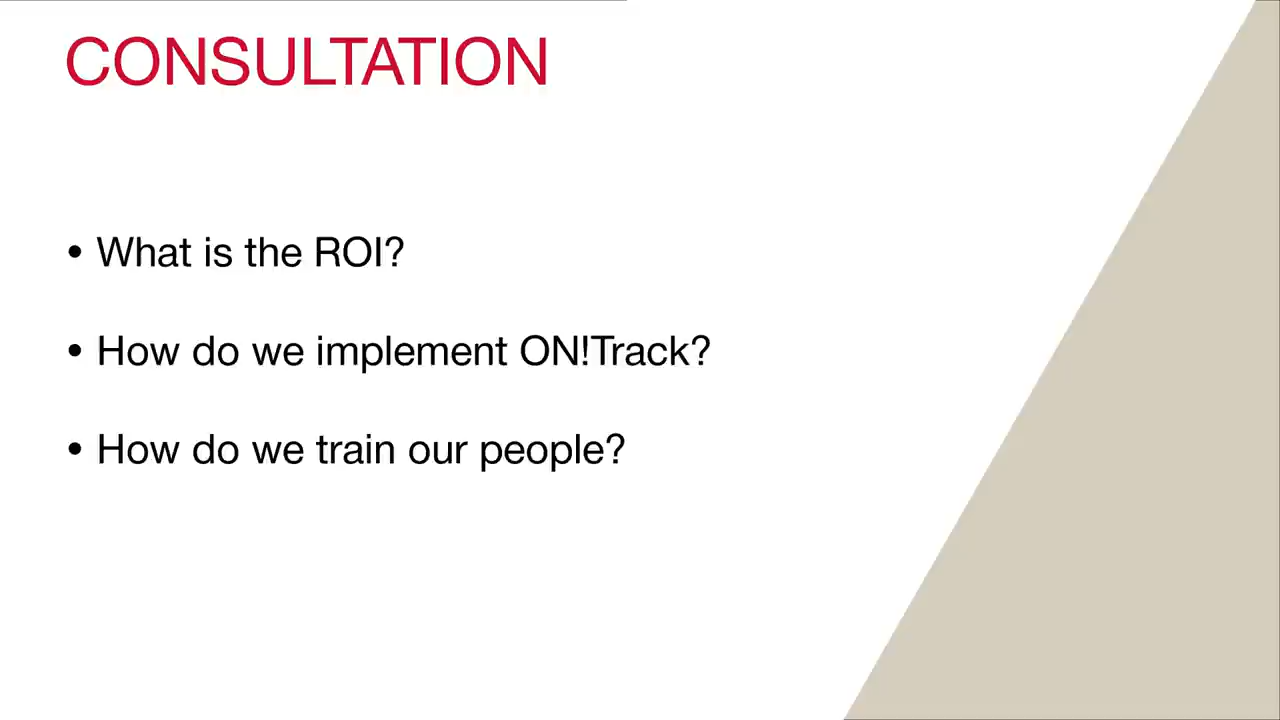 CONSULTATION
• What is the ROI?
• How do we implement ON!Track?
• How do we train our people?